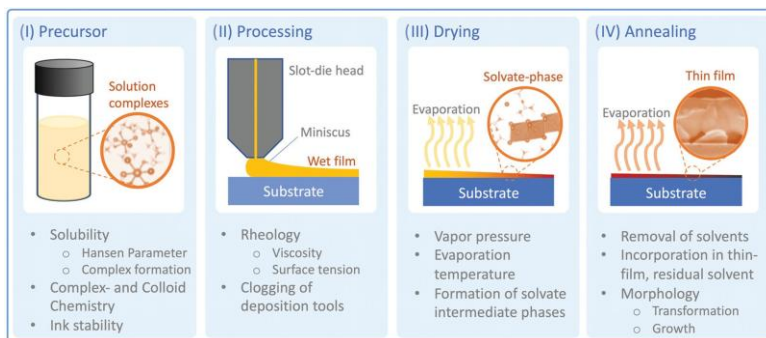 (I) Precursor
Solution
complexes
• Solubility
o Hansen Parameter
o Complex formation
• Complex- and Colloid
Chemistry
• Ink stability
(II) Processing
Slot-die head
Miniscus
Wet film
Substrate
• Rheology
o Viscosity
o Surface tension
• Clogging of
deposition tools
(III) Drying
Solvate-phase
Evaporation
Substrate
• Vapor pressure
• Evaporation
temperature
• Formation of solvate
intermediate phases
(IV) Annealing
Thin film
Evaporation
Substrate
• Removal of solvents
• Incorporation in thin-
film, residual solvent
• Morphology
o Transformation
o Growth